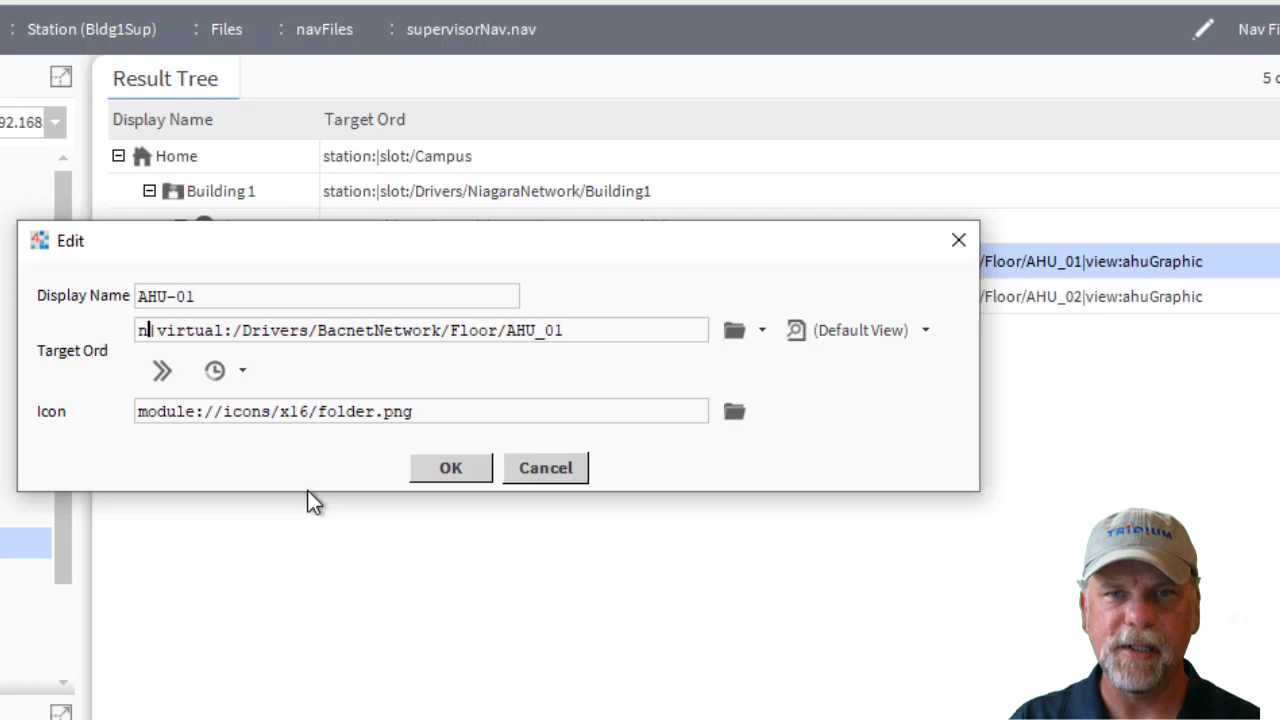 : Station (Bldg1Sup) : Files : navFiles : supervisorNav.nav Nav Fi
Result Tree 5
92.168
Display Name Target Ord
Home station:|slot:/Campus
Building 1 station:|slot:/Drivers/NiagaraNetwork/Building1
Edit
/Floor/AHU_01|view:ahuGraphic
/Floor/AHU_02|view:ahuGraphic
Display Name AHU-01
Target Ord
n|virtual:/Drivers/BacnetNetwork/Floor/AHU_01 (Default View)
Icon module://icons/x16/folder.png
OK Cancel
TRIDIUM